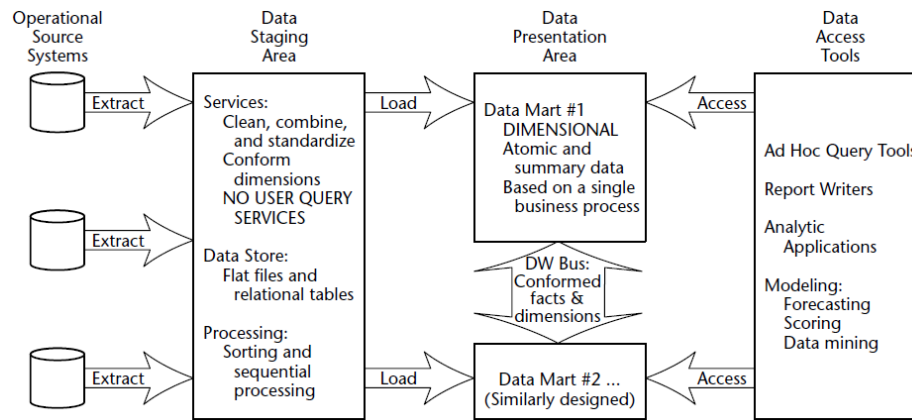 Operational
Source
Systems
Data
Staging
Area
Data
Presentation
Area
Data
Access
Tools
Extract
Extract
Extract
Services:
Clean, combine,
and standardize
Conform
dimensions
NO USER QUERY
SERVICES
Data Store:
Flat files and
relational tables
Processing:
Sorting and
sequential
processing
Load
Load
Data Mart #1
DIMENSIONAL
Atomic and
summary data
Based on a single
business process
DW Bus:
Conformed
facts &
dimensions
Data Mart #2 ...
(Similarly designed)
Access
Access
Ad Hoc Query Tools
Report Writers
Analytic
Applications
Modeling:
Forecasting
Scoring
Data mining